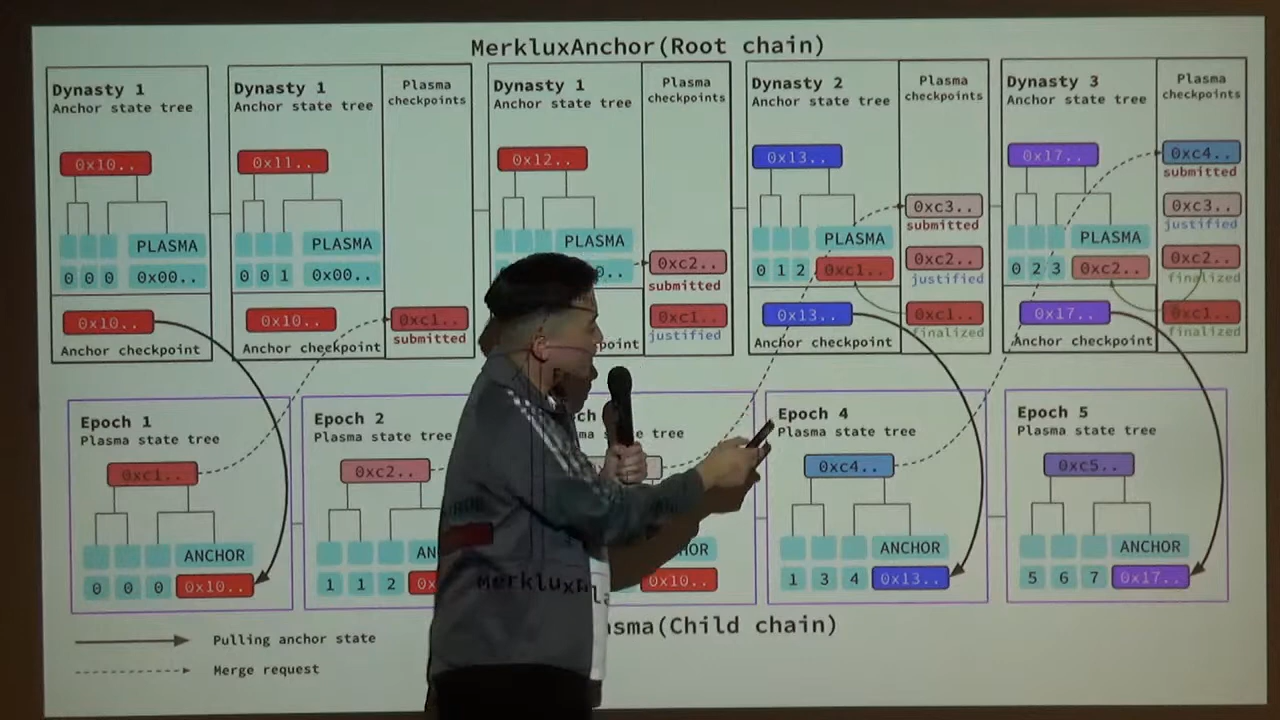 MerkluxAnchor(Root chain)
Dynasty 1
Anchor state tree
0x10..
PLASMA
0 0 0 0x00..
0x10..
Anchor checkpoint
Dynasty 1
Anchor state tree
0x11..
PLASMA
0 0 1 0x00..
0x10..
Anchor checkpoint
Plasma
checkpoints
0xc1..
submitted
Dynasty 1
Anchor state tree
0x12..
PLASMA
Plasma
checkpoints
0xc2..
submitted
0xc1..
justified
Dynasty 2
Anchor state tree
0x13..
PLASMA
0 1 2 0xc1..
0x13..
Anchor checkpoint
Plasma
checkpoints
0xc3..
submitted
0xc2..
justified
0xc1..
finalized
Dynasty 3
Anchor state tree
0x17..
PLASMA
0 2 3 0xc2..
0x17..
Anchor checkpoint
Plasma
checkpoints
0xc4..
submitted
0xc3..
justified
0xc2..
finalized
0xc1..
finalized
Epoch 1
Plasma state tree
0xc1..
ANCHOR
0 0 0 0x10..
Epoch 2
Plasma state
0xc2..
AN
1 1 2 0x
tree
HOR
0x10..
Epoch 4
Plasma state tree
0xc4..
ANCHOR
1 3 4 0x13..
Epoch 5
Plasma state tree
0xc5..
ANCHOR
5 6 7 0x17..
asma(Child chain)
Pulling anchor state
Merge request